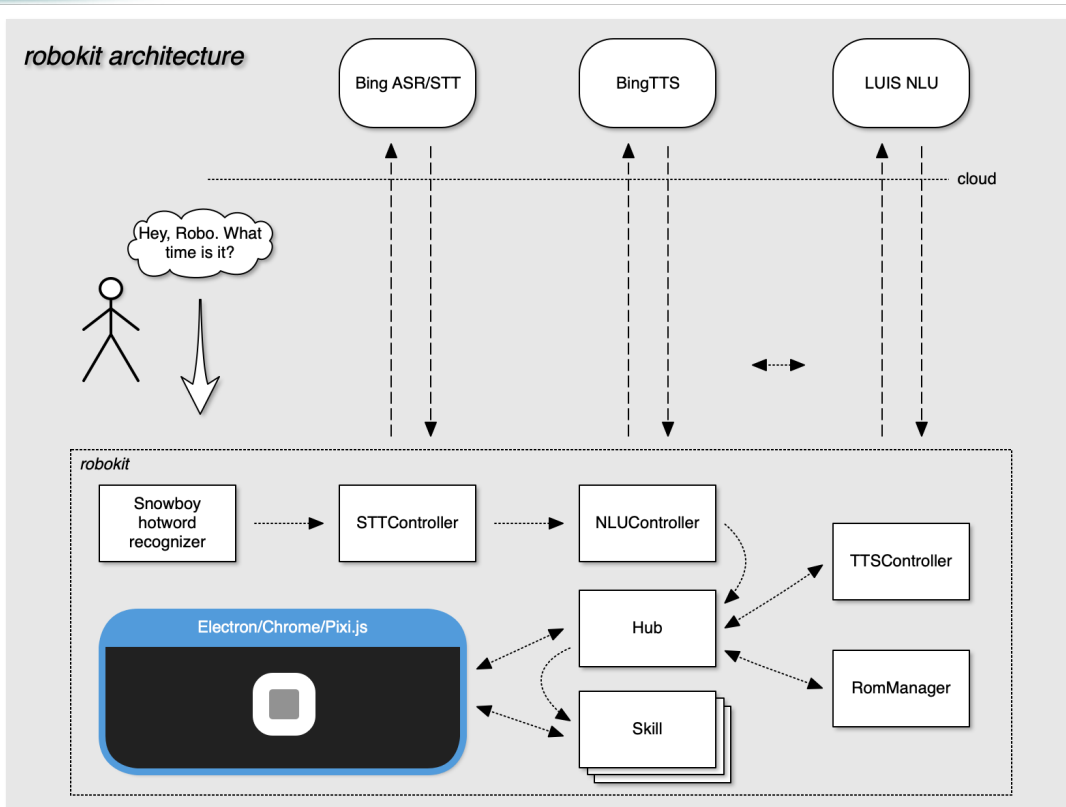 robokit architecture
Bing ASR/STT
BingTTS
LUIS NLU
cloud
Hey, Robo. What
time is it?
robokit
Snowboy
hotword
recognizer
STTController
NLUController
TTSController
Electron/Chrome/Pixi.js
Hub
RomManager
Skill